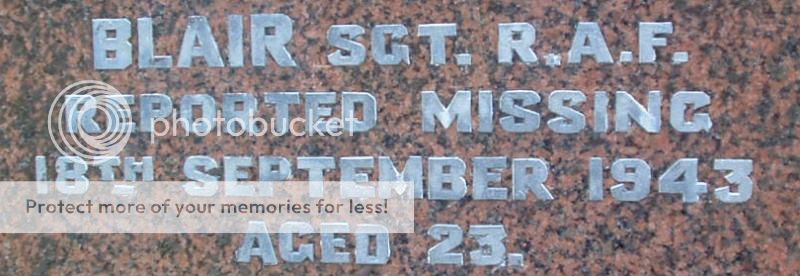 BLAIR SGT. R.A.F.
REPORTED MISSING
photobucket
18TH SEPTEMBER 1943
Protect more of your memories for less!
AGED 23.